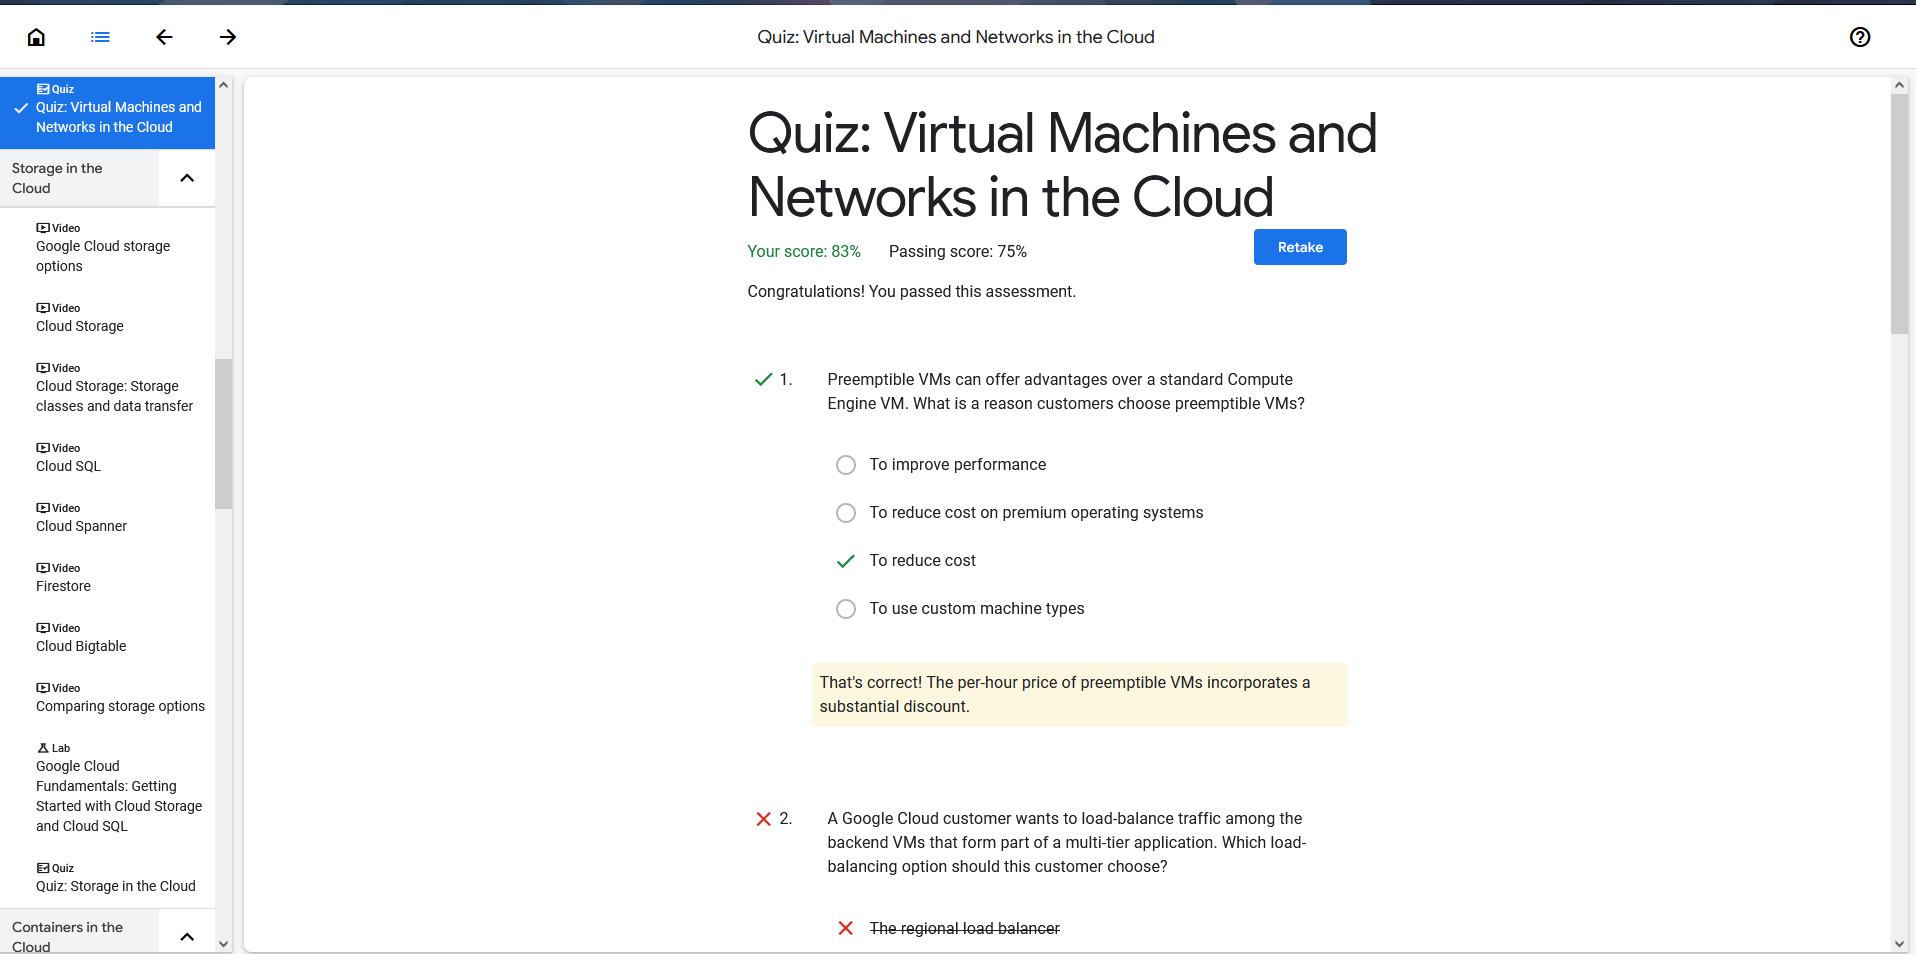 Quiz: Virtual Machines and Networks in the Cloud
Quiz
Quiz: Virtual Machines and
Networks in the Cloud
Storage in the
Cloud
Video
Google Cloud storage
options
Video
Cloud Storage
Video
Cloud Storage: Storage
classes and data transfer
Video
Cloud SQL
Video
Cloud Spanner
Video
Firestore
Video
Cloud Bigtable
Video
Comparing storage options
Lab
Google Cloud
Fundamentals: Getting
Started with Cloud Storage
and Cloud SQL
Quiz
Quiz: Storage in the Cloud
Containers in the
Cloud
Quiz: Virtual Machines and
Networks in the Cloud
Your score: 83% Passing score: 75%
Retake
Congratulations! You passed this assessment.
1. Preemptible VMs can offer advantages over a standard Compute
Engine VM. What is a reason customers choose preemptible VMs?
To improve performance
To reduce cost on premium operating systems
To reduce cost
To use custom machine types
That's correct! The per-hour price of preemptible VMs incorporates a
substantial discount.
2. A Google Cloud customer wants to load-balance traffic among the
backend VMs that form part of a multi-tier application. Which load-
balancing option should this customer choose?
The regional load balancer